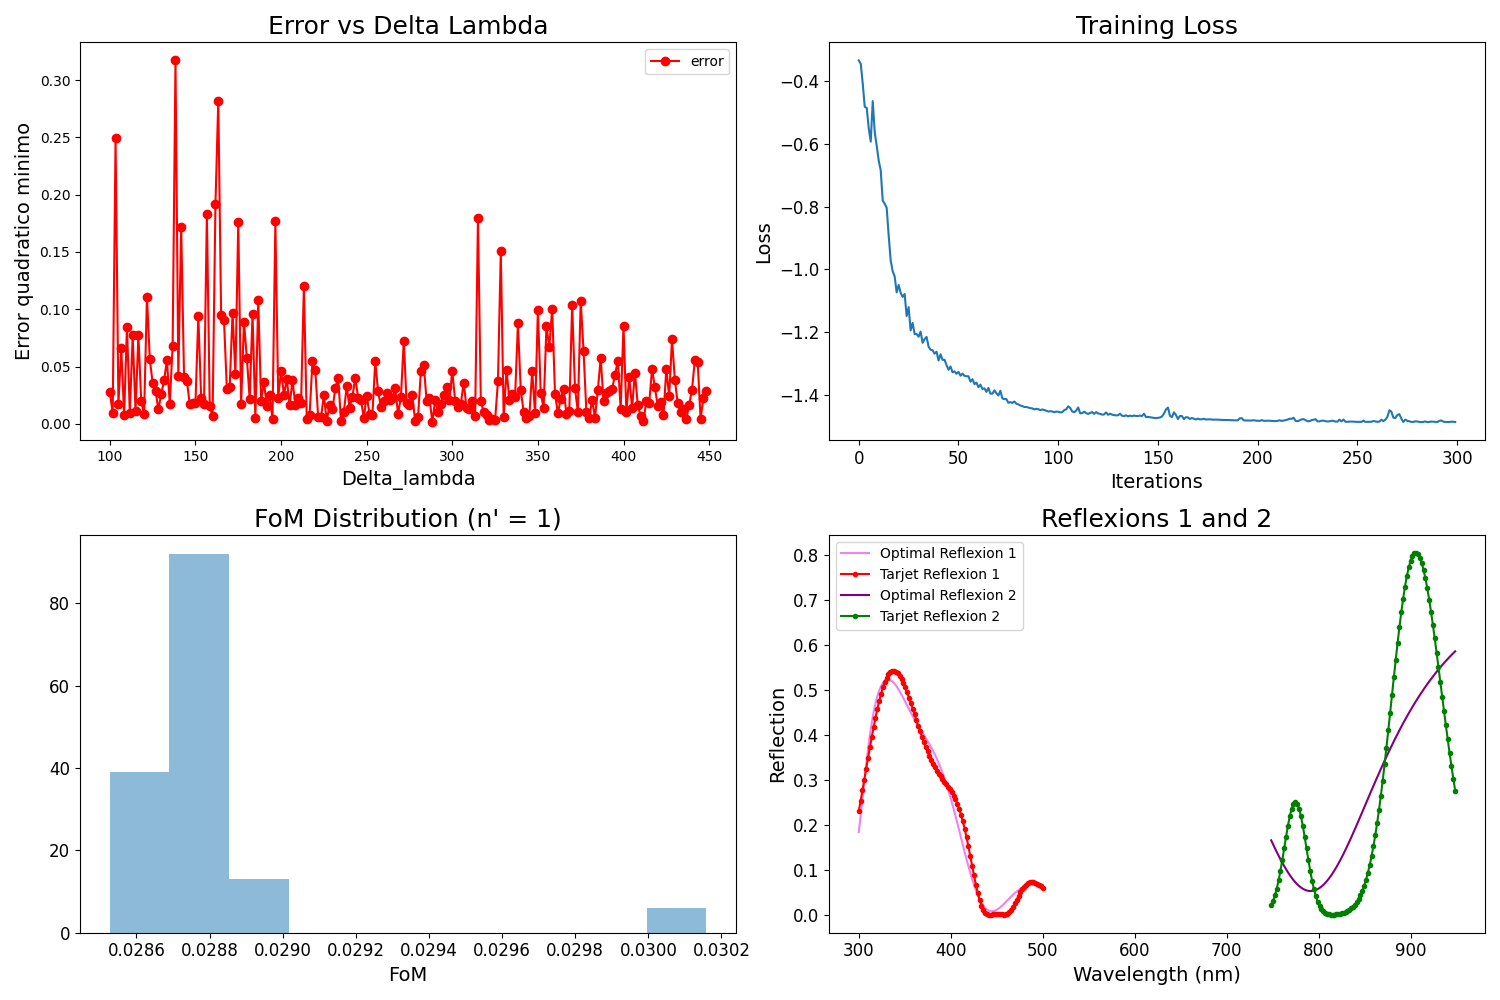 Error vs Delta Lambda
error
Error quadratico minimo
0.30
0.25
0.20
0.15
0.10
0.05
0.00
100 150 200 250 300 350 400 450
Delta_lambda
Training Loss
Loss
−0.4
−0.6
−0.8
−1.0
−1.2
−1.4
0 50 100 150 200 250 300
Iterations
FoM Distribution (n' = 1)
80
60
40
20
0
0.0286 0.0288 0.0290 0.0292 0.0294 0.0296 0.0298 0.0300 0.0302
FoM
Reflexions 1 and 2
Optimal Reflexion 1
Tarjet Reflexion 1
Optimal Reflexion 2
Tarjet Reflexion 2
Reflection
0.8
0.7
0.6
0.5
0.4
0.3
0.2
0.1
0.0
300 400 500 600 700 800 900
Wavelength (nm)